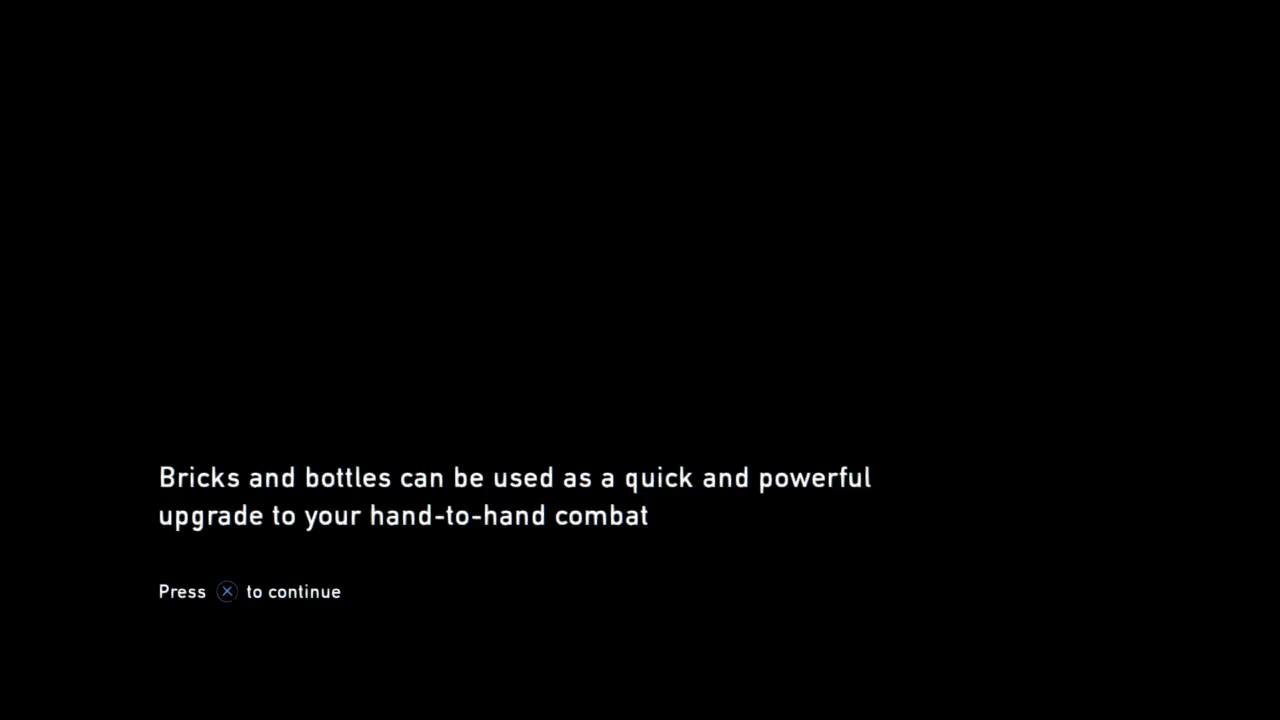 Bricks and bottles can be used as a quick and powerful
upgrade to your hand-to-hand combat
Press ⓧ to continue